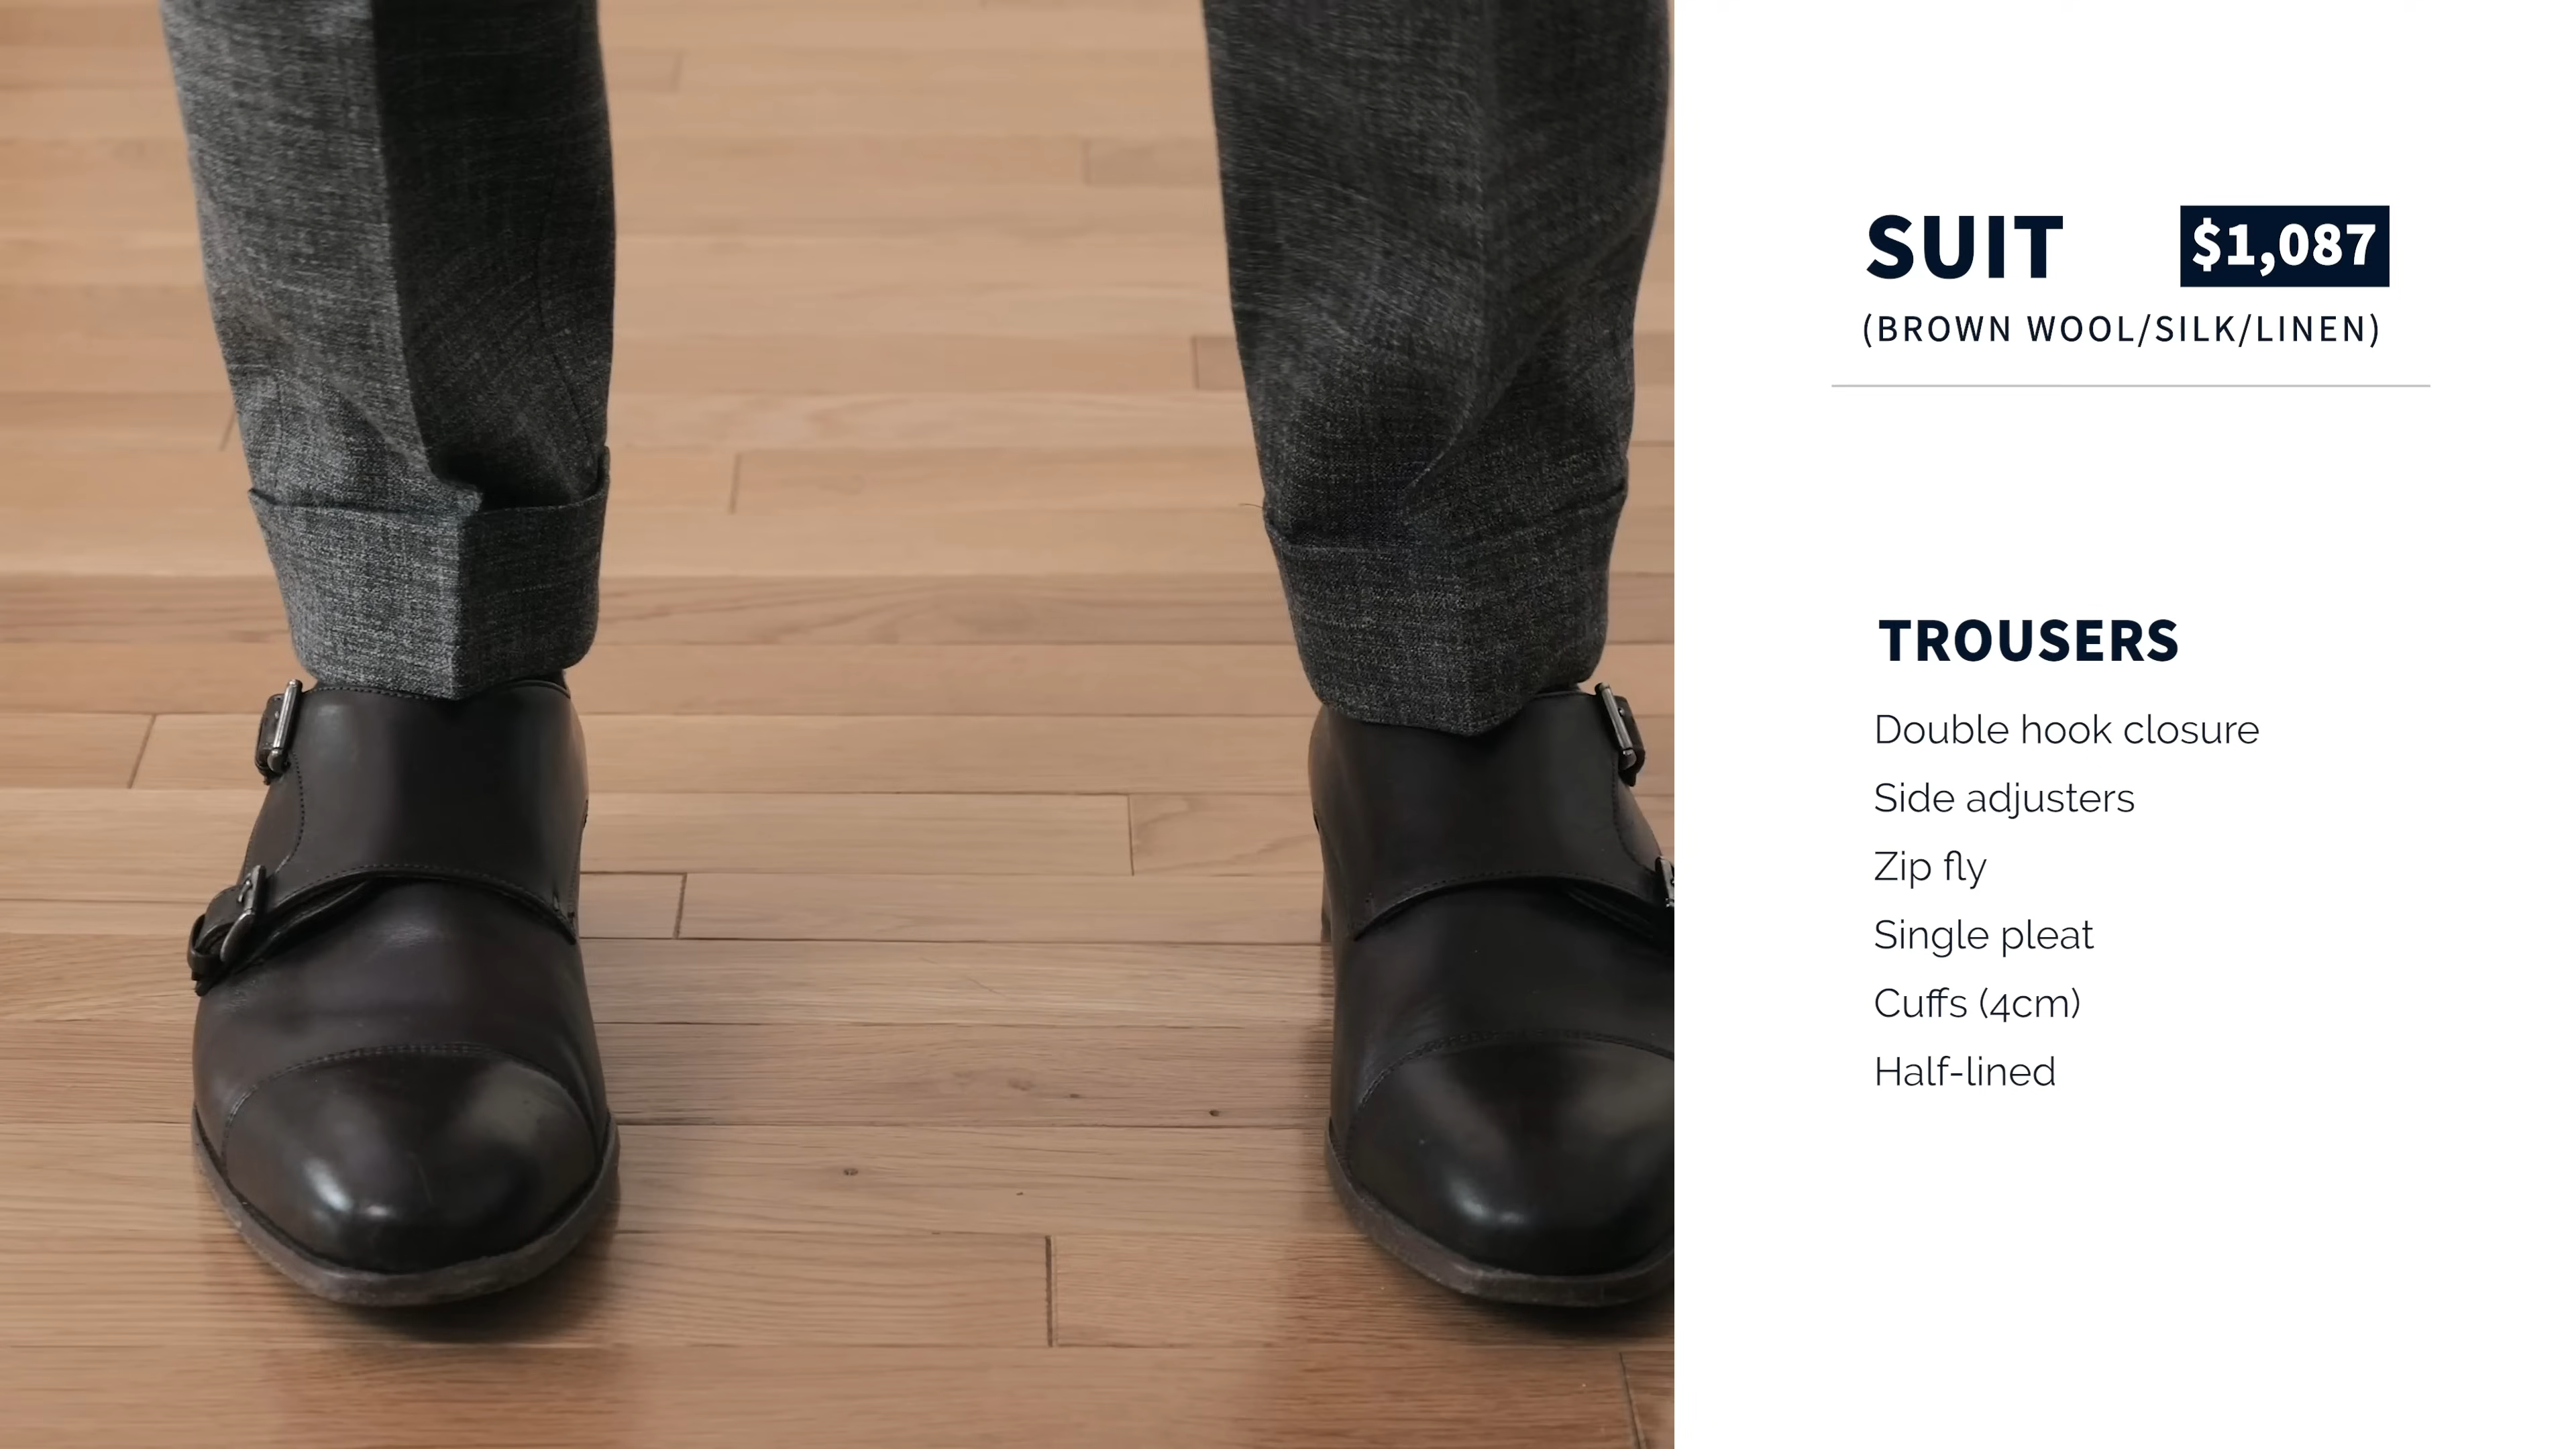 SUIT $1,087
(BROWN WOOL/SILK/LINEN)
TROUSERS
Double hook closure
Side adjusters
Zip fly
Single pleat
Cuffs (4cm)
Half-lined